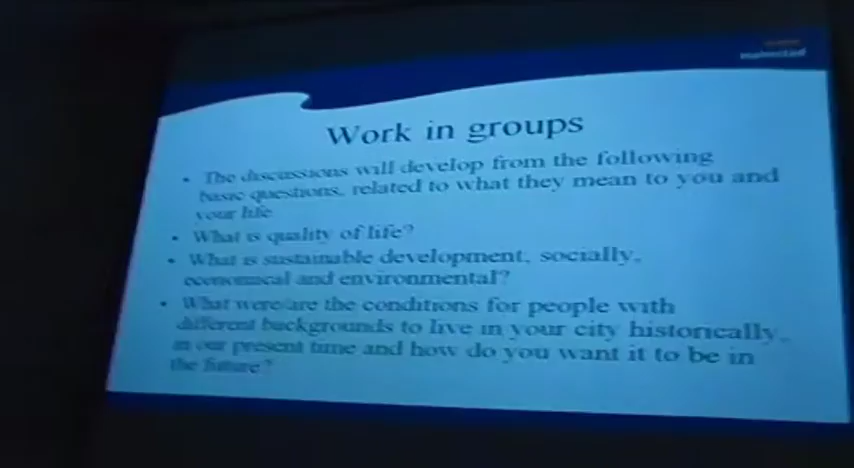 Work in groups
• The discussions will develop from the following
basic questions, related to what they mean to you and
your life
• What is quality of life?
• What is sustainable development, socially,
economical and environmental?
• What were/are the conditions for people with
different backgrounds to live in your city historically,
in our present time and how do you want it to be in
the future?